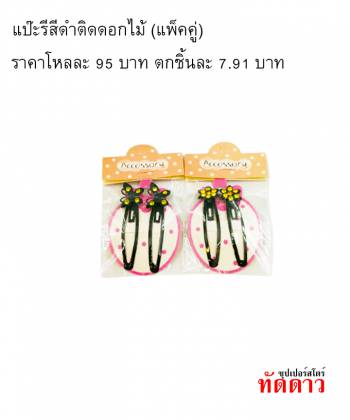 แป๊ะรีสีดำติดดอกไม้ (แพ็คคู่)
ราคาโหลละ 95 บาท ตกชิ้นละ 7.91 บาท
Accessory Accessory
ซุปเปอร์สโตร์
ทัดดาว